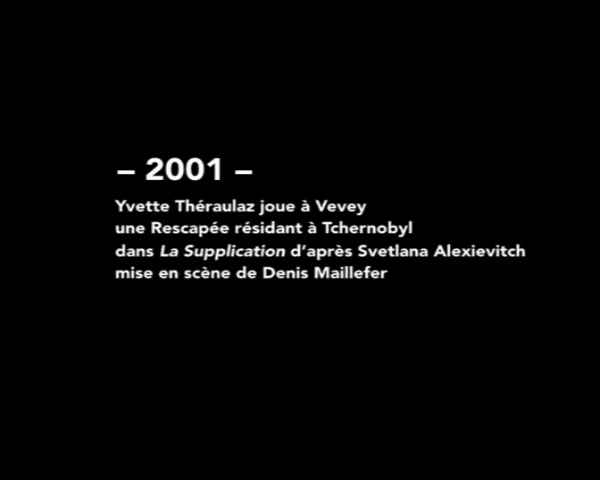 – 2001 –
Yvette Théraulaz joue à Vevey
une Rescapée résidant à Tchernobyl
dans La Supplication d'après Svetlana Alexievitch
mise en scène de Denis Maillefer